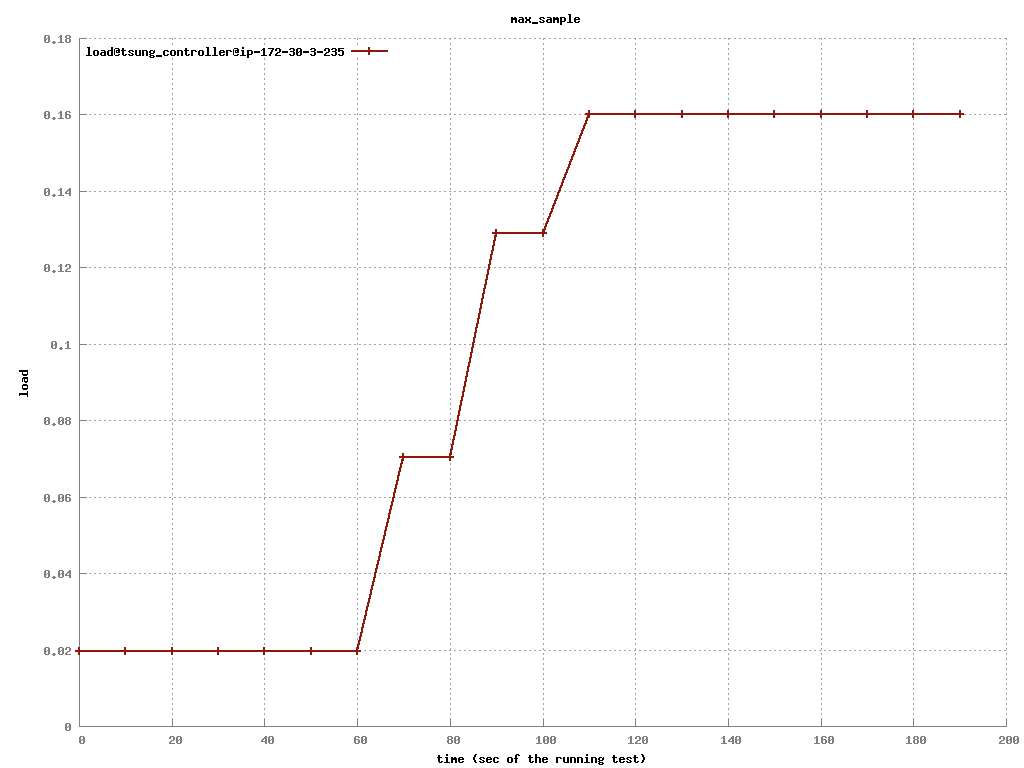 max_sample
load@tsung_controller@ip-172-30-3-235
0.18
0.16
0.14
0.12
0.1
0.08
0.06
0.04
0.02
0
load
0 20 40 60 80 100 120 140 160 180 200
time (sec of the running test)